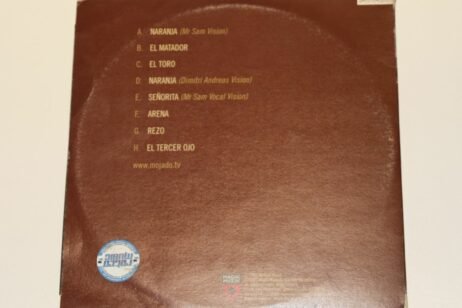 A. NARANJA (Mr Sam Vision)
B. EL MATADOR
C. EL TORO
D. NARANJA (Dimitri Andreas Vision)
E. SEÑORITA (Mr Sam Vocal Vision)
F. ARENA
G. REZO
H. EL TERCER OJO
www.mojado.tv